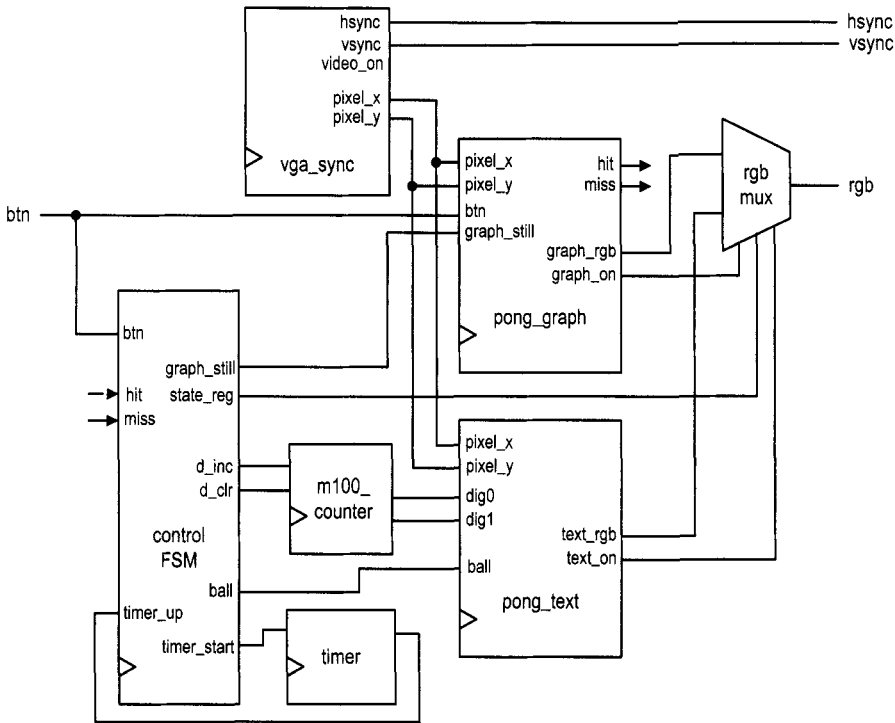 hsync
vsync
video_on
pixel_x
pixel_y
vga_sync
hsync
vsync
pixel_x
pixel_y
btn
graph_still
hit
miss
graph_rgb
graph_on
pong_graph
rgb
mux
rgb
btn
btn
graph_still
hit
state_reg
miss
d_inc
d_clr
control
FSM
ball
timer_up
timer_start
m100_
counter
timer
pixel_x
pixel_y
dig0
dig1
text_rgb
text_on
ball
pong_text